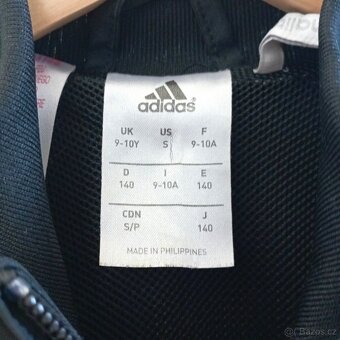 adidas
UK US F
9-10Y S 9-10A
D I E
140 9-10A 140
CDN J
S/P 140
MADE IN PHILIPPINES
Bazos.cz